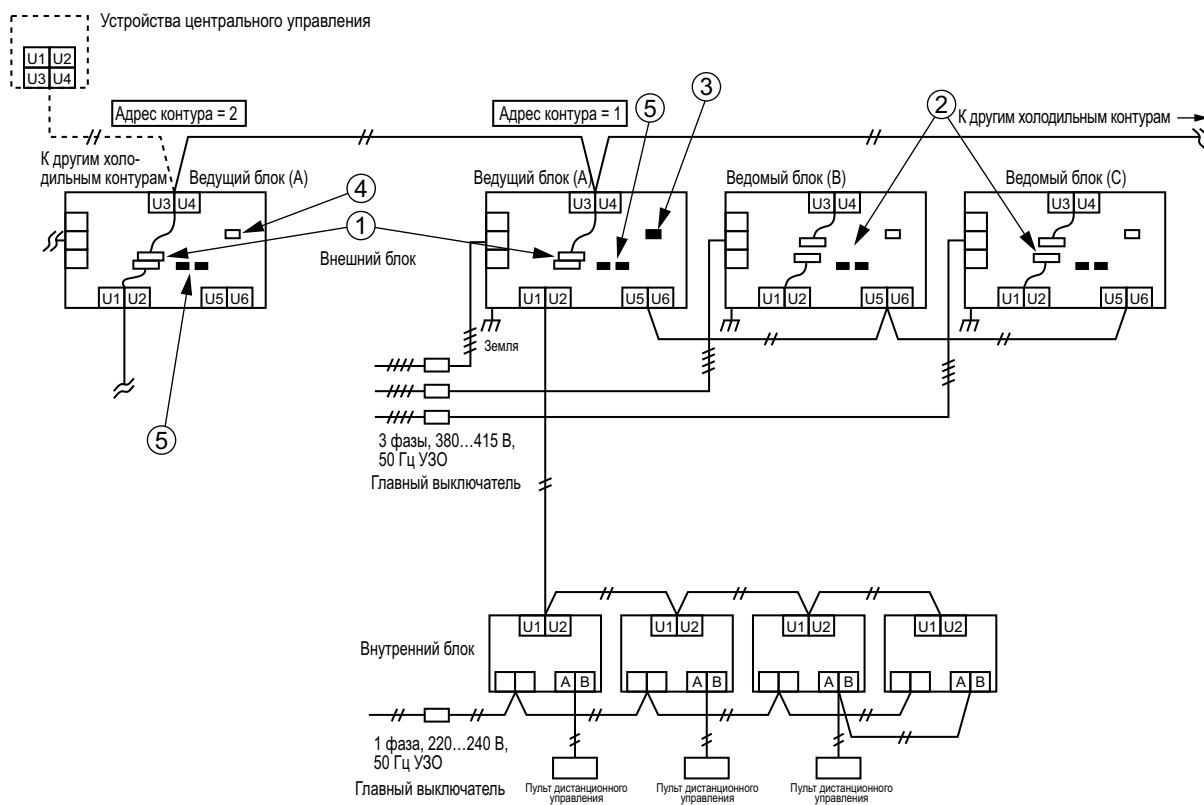 Устройства центрального управления
U1 U2
U3 U4
Адрес контура = 2
Адрес контура = 1
5
3
2
К другим холодильным контурам
К другим холо-
дильным контурам
Ведущий блок (A)
4
Ведущий блок (A)
Ведомый блок (B)
Ведомый блок (C)
U3 U4
U3 U4
U3 U4
U3 U4
1
Внешний блок
U1 U2
U5 U6
U1 U2
U5 U6
U1 U2
U5 U6
U1 U2
U5 U6
Земля
5
3 фазы, 380...415 В,
50 Гц УЗО
Главный выключатель
U1 U2
U1 U2
U1 U2
U1 U2
Внутренний блок
A B
A B
A B
A B
1 фаза, 220...240 В,
50 Гц УЗО
Главный выключатель
Пульт дистанционного
управления
Пульт дистанционного
управления
Пульт дистанционного
управления